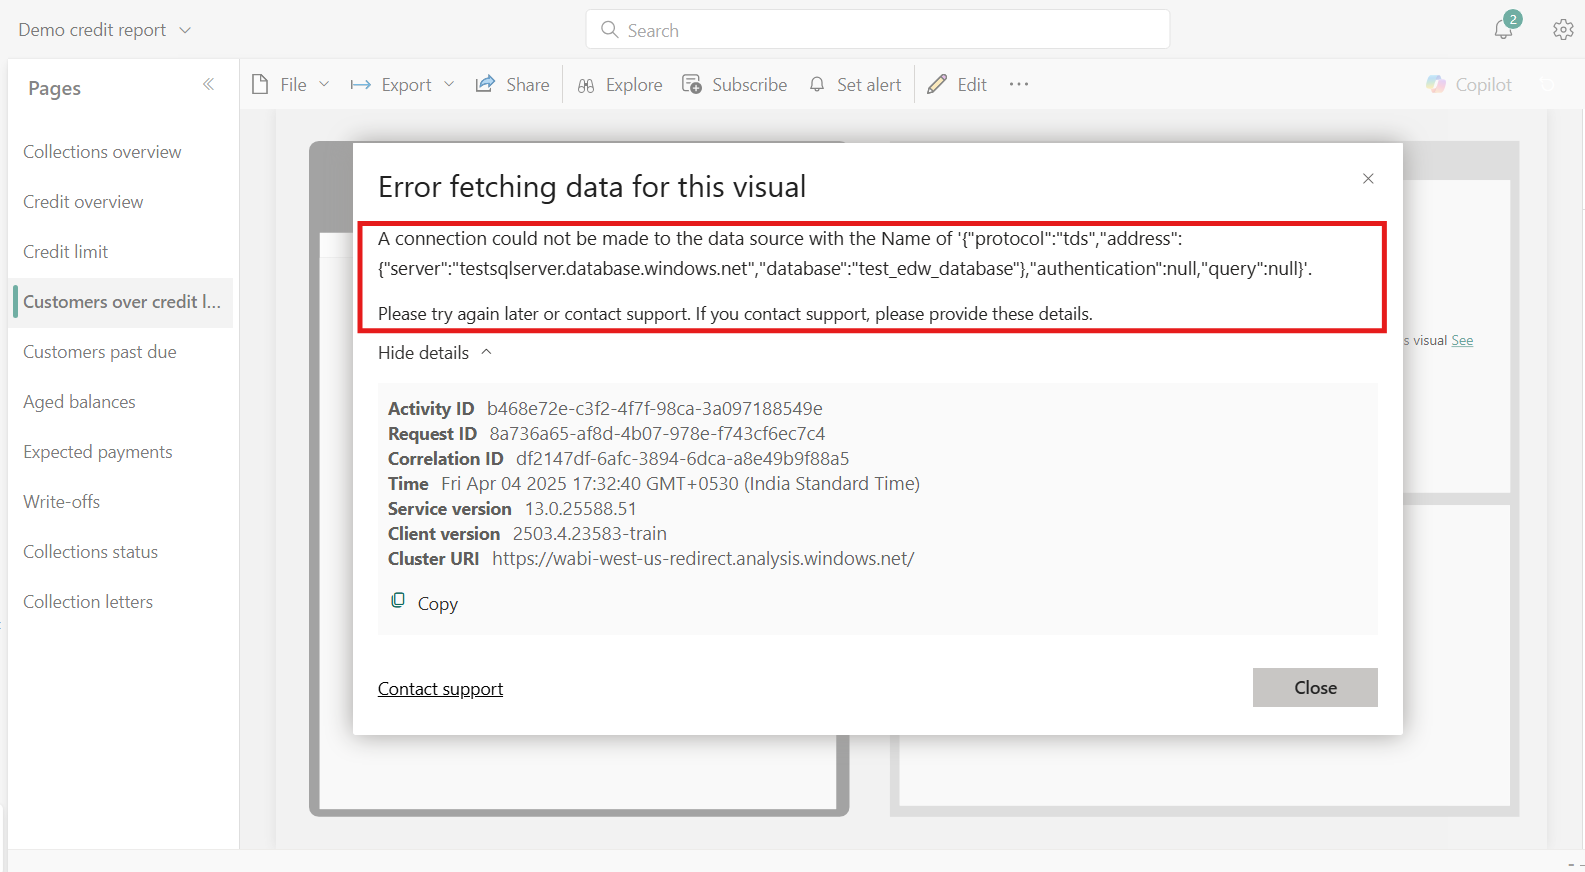 Demo credit report
Search
2
Pages
File
Export
Share
Explore
Subscribe
Set alert
Edit
Copilot
Collections overview
Credit overview
Credit limit
Customers over credit l...
Customers past due
Aged balances
Expected payments
Write-offs
Collections status
Collection letters
Error fetching data for this visual
A connection could not be made to the data source with the Name of '{"protocol":"tds","address":
{"server":"testsqlserver.database.windows.net","database":"test_edw_database"},"authentication":null,"query":null}'.
Please try again later or contact support. If you contact support, please provide these details.
s visual See
Hide details
Activity ID b468e72e-c3f2-4f7f-98ca-3a097188549e
Request ID 8a736a65-af8d-4b07-978e-f743cf6ec7c4
Correlation ID df2147df-6afc-3894-6dca-a8e49b9f88a5
Time Fri Apr 04 2025 17:32:40 GMT+0530 (India Standard Time)
Service version 13.0.25588.51
Client version 2503.4.23583-train
Cluster URI https://wabi-west-us-redirect.analysis.windows.net/
Copy
Contact support
Close